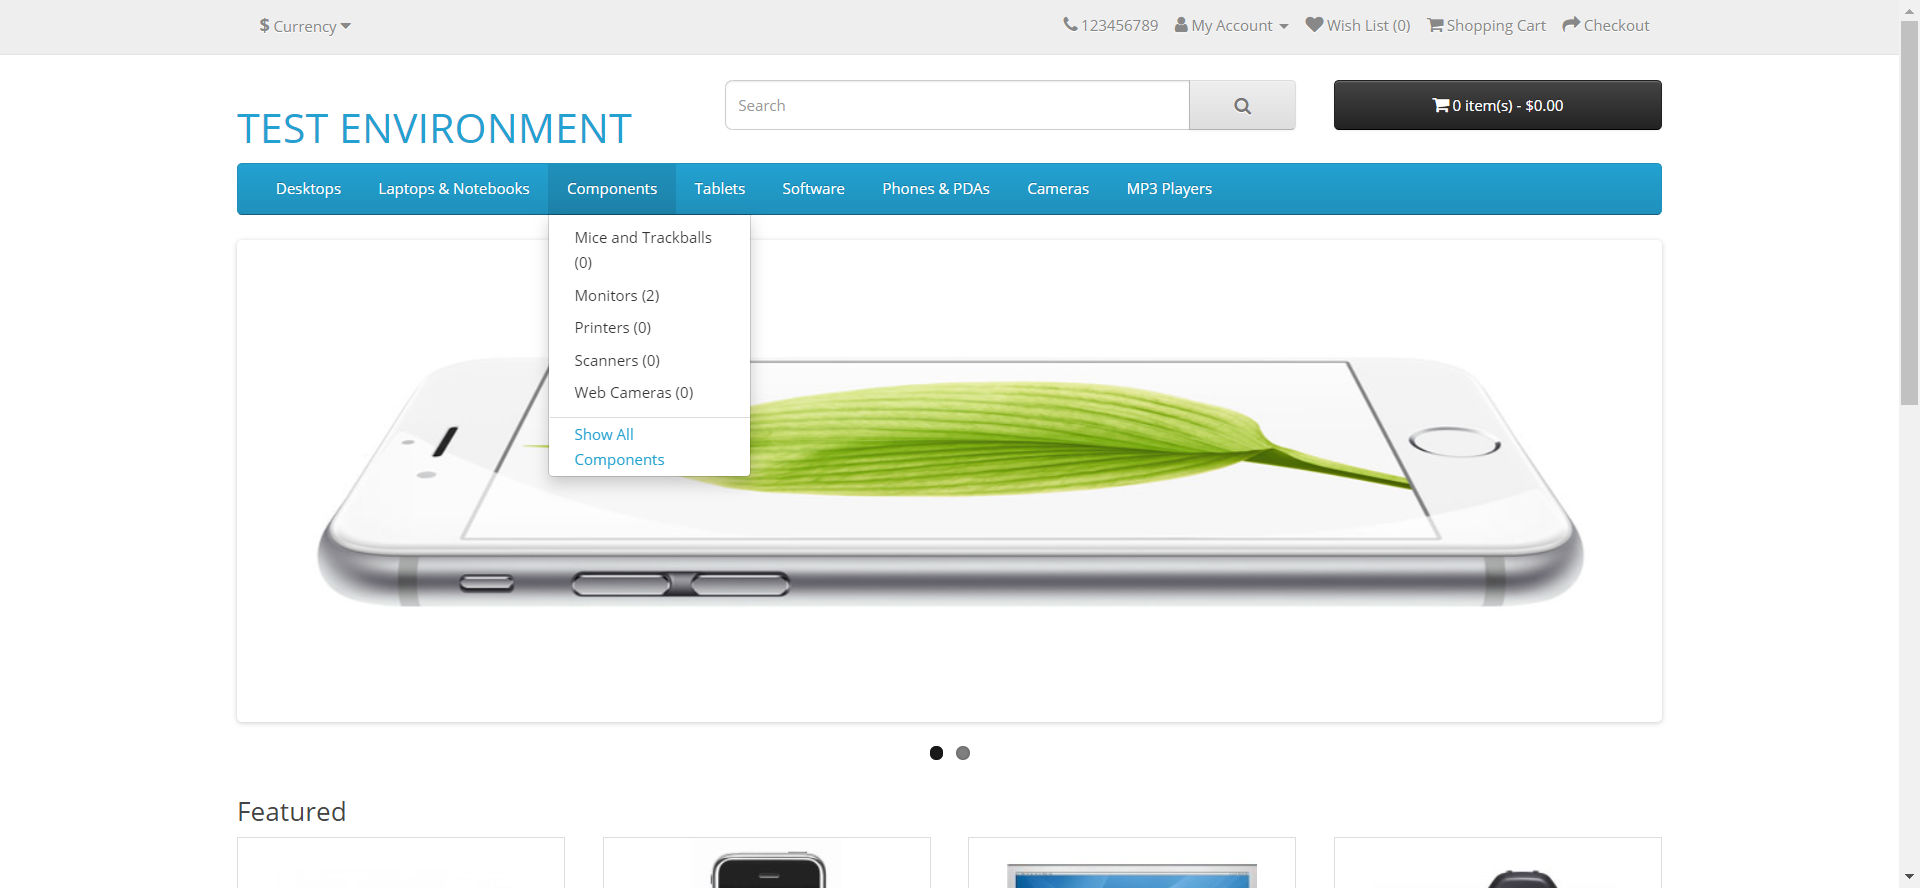 $ Currency
123456789
My Account
Wish List (0)
Shopping Cart
Checkout
TEST ENVIRONMENT
Search
0 item(s) - $0.00
Desktops
Laptops & Notebooks
Components
Tablets
Software
Phones & PDAs
Cameras
MP3 Players
Mice and Trackballs
(0)
Monitors (2)
Printers (0)
Scanners (0)
Web Cameras (0)
Show All
Components
Featured